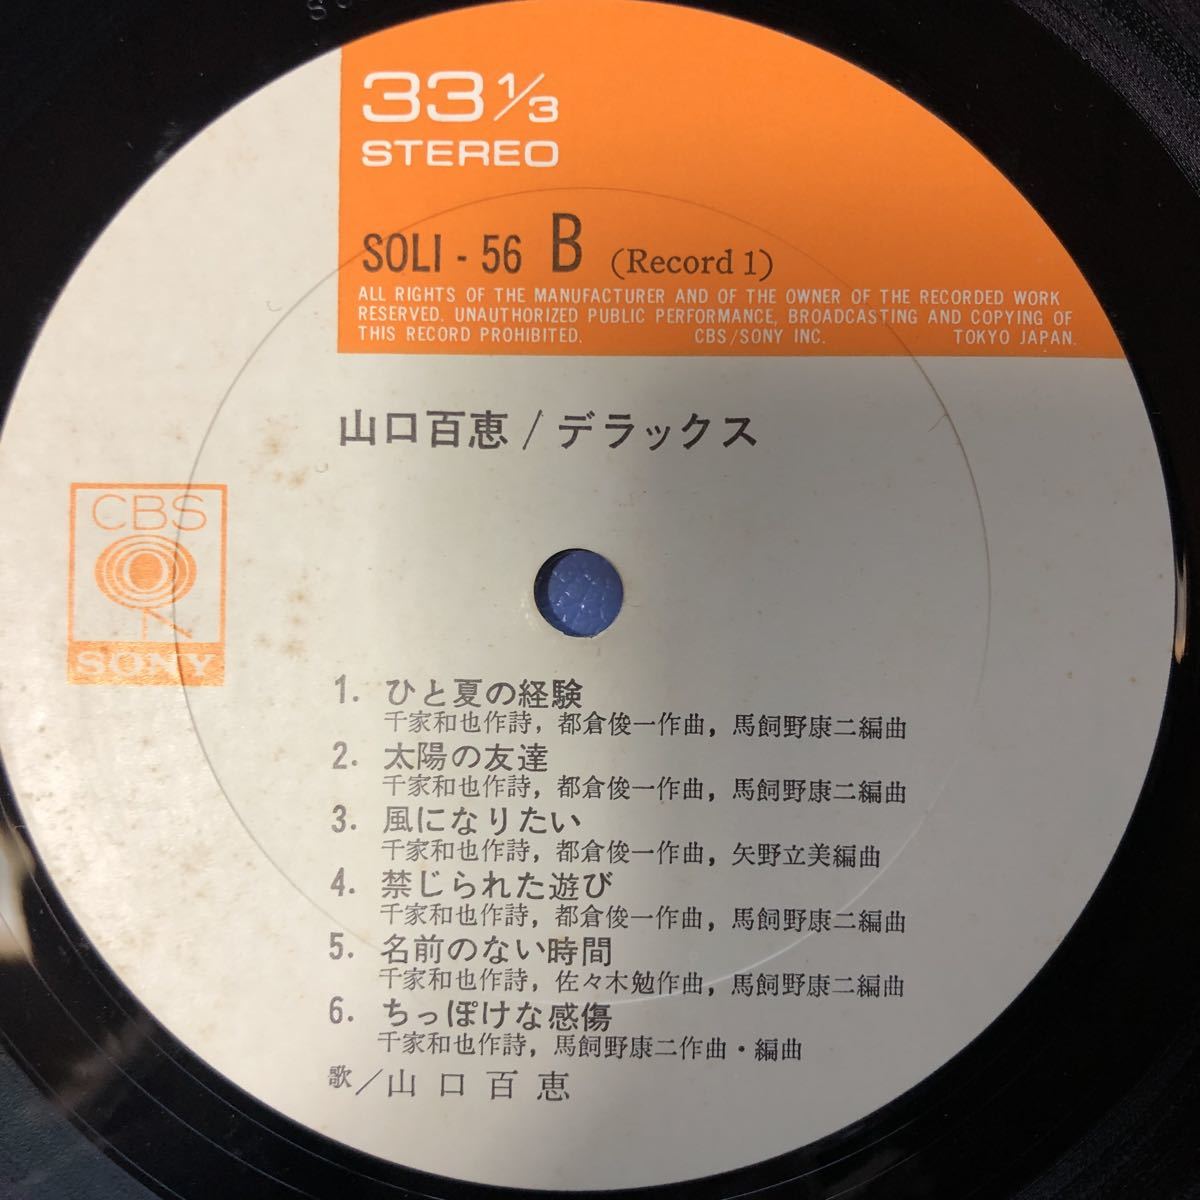 33 1/3
STEREO
SOLI - 56 B (Record 1)
ALL RIGHTS OF THE MANUFACTURER AND OF THE OWNER OF THE RECORDED WORK
RESERVED. UNAUTHORIZED PUBLIC PERFORMANCE, BROADCASTING AND COPYING OF
THIS RECORD PROHIBITED. CBS/SONY INC. TOKYO JAPAN.
山口百恵/デラックス
CBS
SONY
1. ひと夏の経験
千家和也作詩，都倉俊一作曲，馬飼野康二編曲
2. 太陽の友達
千家和也作詩，都倉俊一作曲，馬飼野康二編曲
3. 風になりたい
千家和也作詩，都倉俊一作曲，矢野立美編曲
4. 禁じられた遊び
千家和也作詩，都倉俊一作曲，馬飼野康二編曲
5. 名前のない時間
千家和也作詩，佐々木勉作曲，馬飼野康二編曲
6. ちっぽけな感傷
千家和也作詩，馬飼野康二作曲・編曲
歌/山口百恵